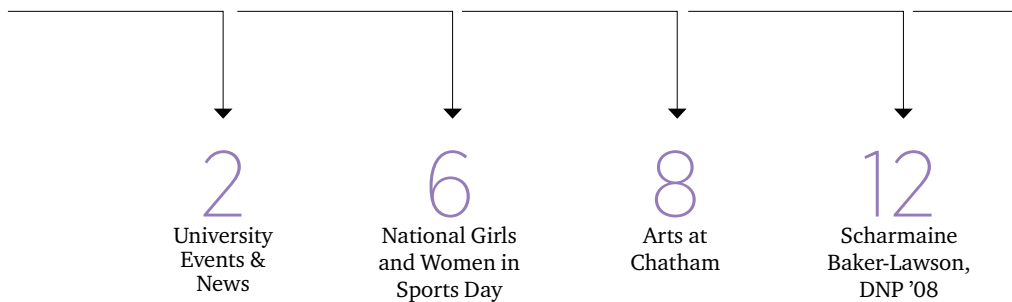 2
University
Events &
News
6
National Girls
and Women in
Sports Day
8
Arts at
Chatham
12
Scharmaine
Baker-Lawson,
DNP ’08